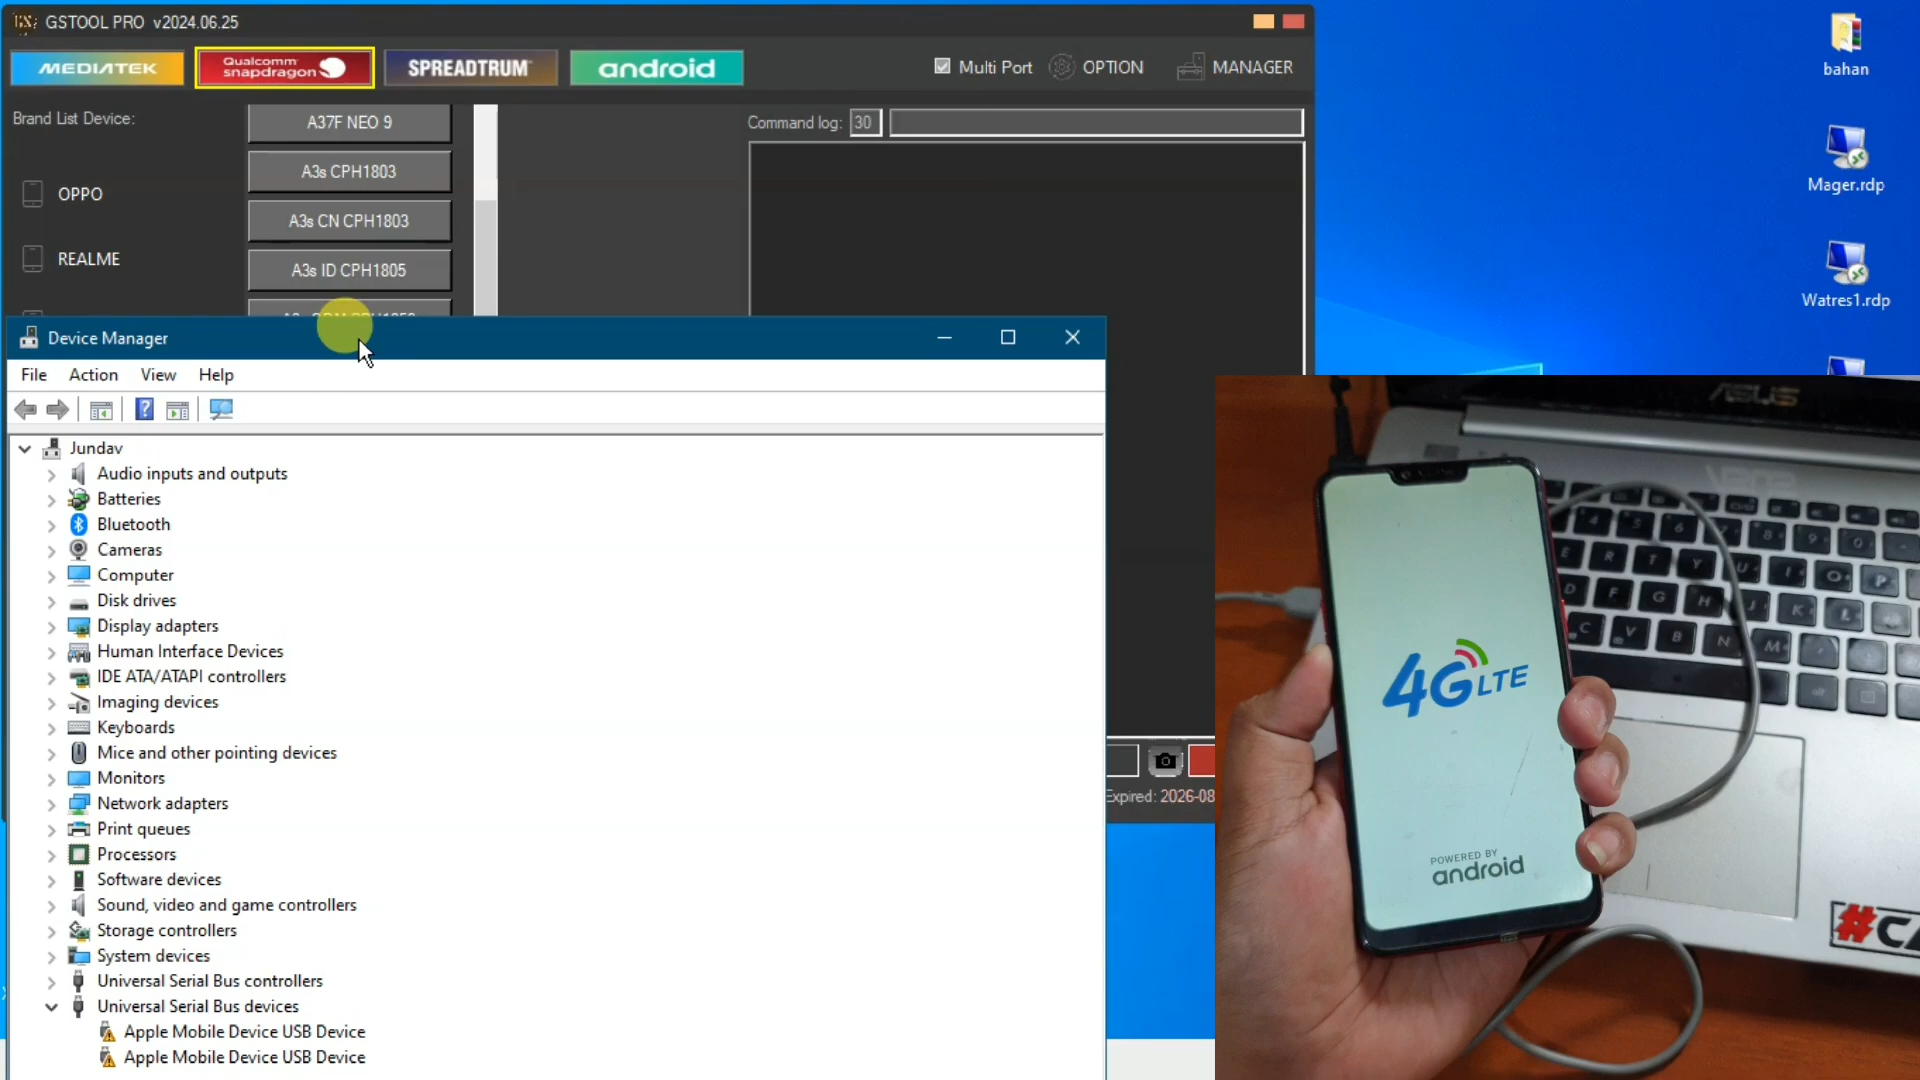 GSTOOL PRO v2024.06.25
MEDIATEK
Qualcomm
snapdragon
SPREADTRUM
android
Multi Port
OPTION
MANAGER
Brand List Device:
OPPO
REALME
A37F NEO 9
A3s CPH1803
A3s CN CPH1803
A3s ID CPH1805
Command log: 30
Expired: 2026-08
bahan
Mager.rdp
Watres1.rdp
Device Manager
File Action View Help
Jundav
Audio inputs and outputs
Batteries
Bluetooth
Cameras
Computer
Disk drives
Display adapters
Human Interface Devices
IDE ATA/ATAPI controllers
Imaging devices
Keyboards
Mice and other pointing devices
Monitors
Network adapters
Print queues
Processors
Software devices
Sound, video and game controllers
Storage controllers
System devices
Universal Serial Bus controllers
Universal Serial Bus devices
Apple Mobile Device USB Device
Apple Mobile Device USB Device
ASUS
4G LTE
POWERED BY
android
#CA